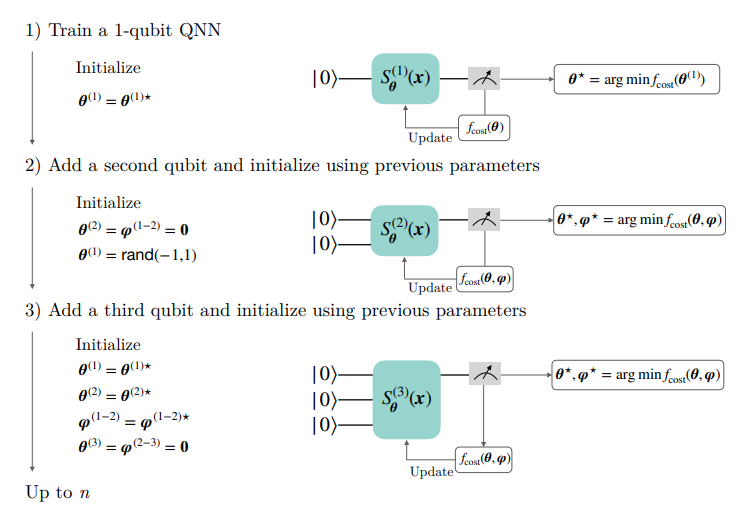 1) Train a 1-qubit QNN
Initialize
θ⁽¹⁾ = θ⁽¹⁾⋆
|0⟩
S_θ⁽¹⁾(x)
θ⋆ = arg min f_cost(θ⁽¹⁾)
f_cost(θ)
Update
2) Add a second qubit and initialize using previous parameters
Initialize
θ⁽²⁾ = φ⁽¹⁻²⁾ = 0
θ⁽¹⁾ = rand(−1,1)
|0⟩
|0⟩
S_θ⁽²⁾(x)
θ⋆, φ⋆ = arg min f_cost(θ, φ)
f_cost(θ, φ)
Update
3) Add a third qubit and initialize using previous parameters
Initialize
θ⁽¹⁾ = θ⁽¹⁾⋆
θ⁽²⁾ = θ⁽²⁾⋆
φ⁽¹⁻²⁾ = φ⁽¹⁻²⁾⋆
θ⁽³⁾ = φ⁽²⁻³⁾ = 0
|0⟩
|0⟩
|0⟩
S_θ⁽³⁾(x)
θ⋆, φ⋆ = arg min f_cost(θ, φ)
f_cost(θ, φ)
Update
Up to n